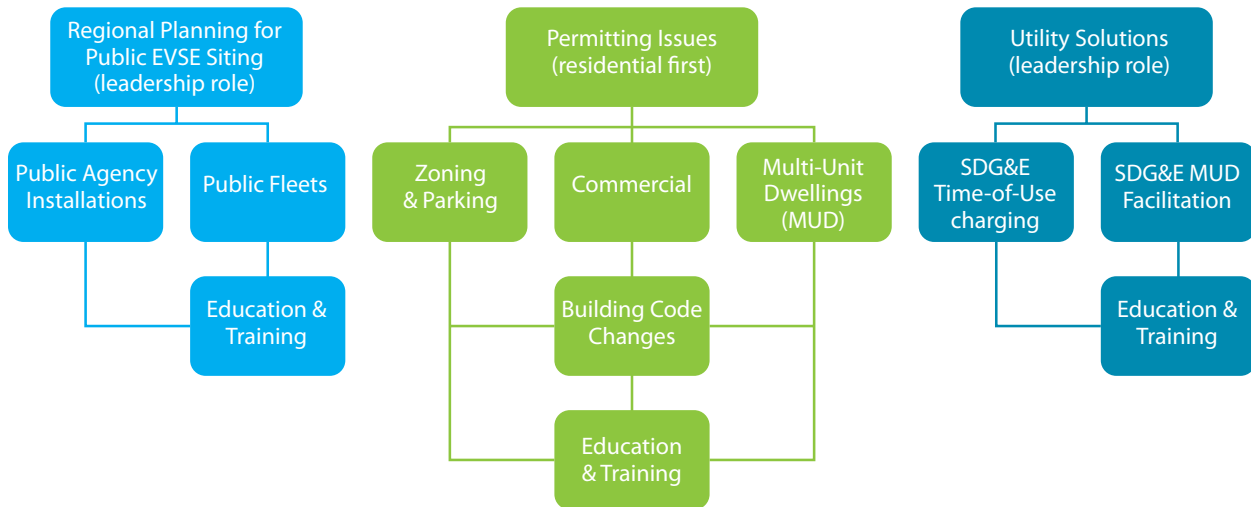 Regional Planning for
Public EVSE Siting
(leadership role)
Public Agency
Installations
Public Fleets
Education &
Training
Permitting Issues
(residential first)
Zoning
& Parking
Commercial
Multi-Unit
Dwellings
(MUD)
Building Code
Changes
Education
& Training
Utility Solutions
(leadership role)
SDG&E
Time-of-Use
charging
SDG&E MUD
Facilitation
Education &
Training